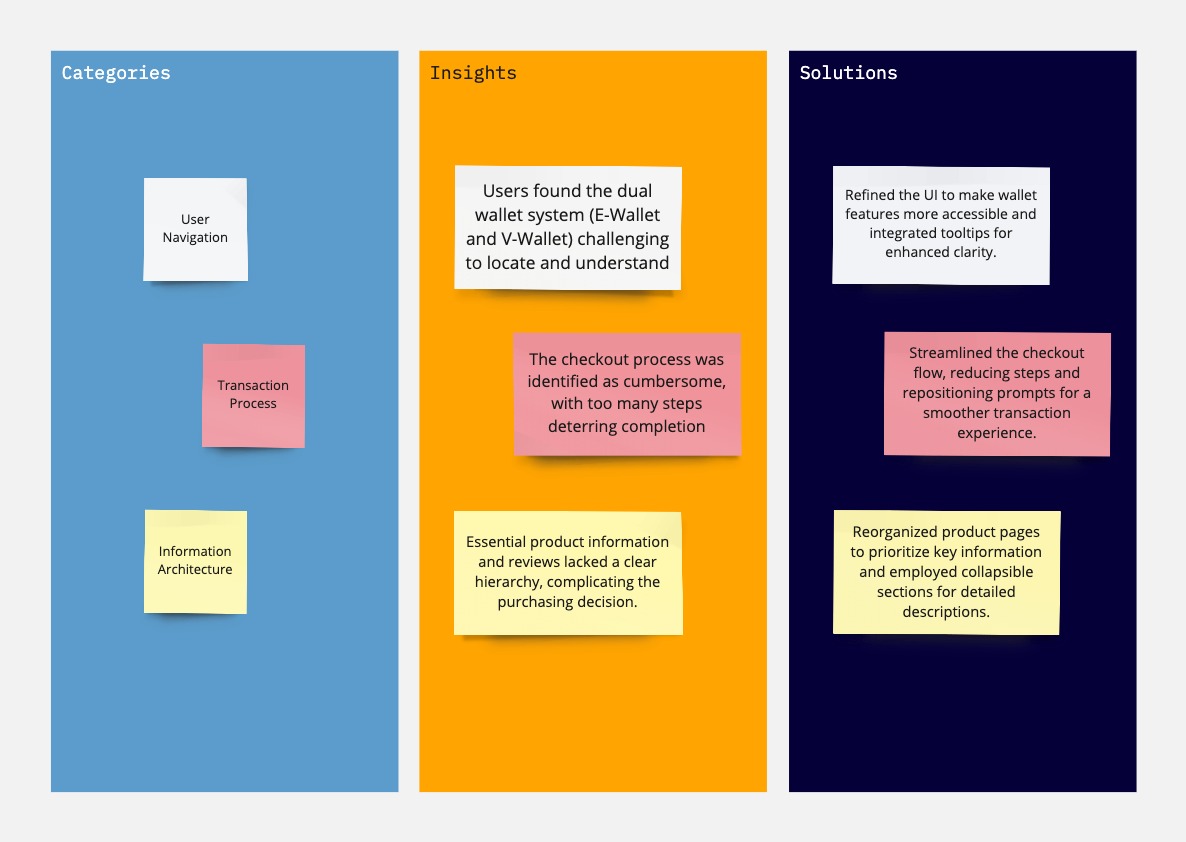 Categories
User
Navigation
Transaction
Process
Information
Architecture
Insights
Users found the dual
wallet system (E-Wallet
and V-Wallet) challenging
to locate and understand
The checkout process was
identified as cumbersome,
with too many steps
deterring completion
Essential product information
and reviews lacked a clear
hierarchy, complicating the
purchasing decision.
Solutions
Refined the UI to make wallet
features more accessible and
integrated tooltips for
enhanced clarity.
Streamlined the checkout
flow, reducing steps and
repositioning prompts for a
smoother transaction
experience.
Reorganized product pages
to prioritize key information
and employed collapsible
sections for detailed
descriptions.